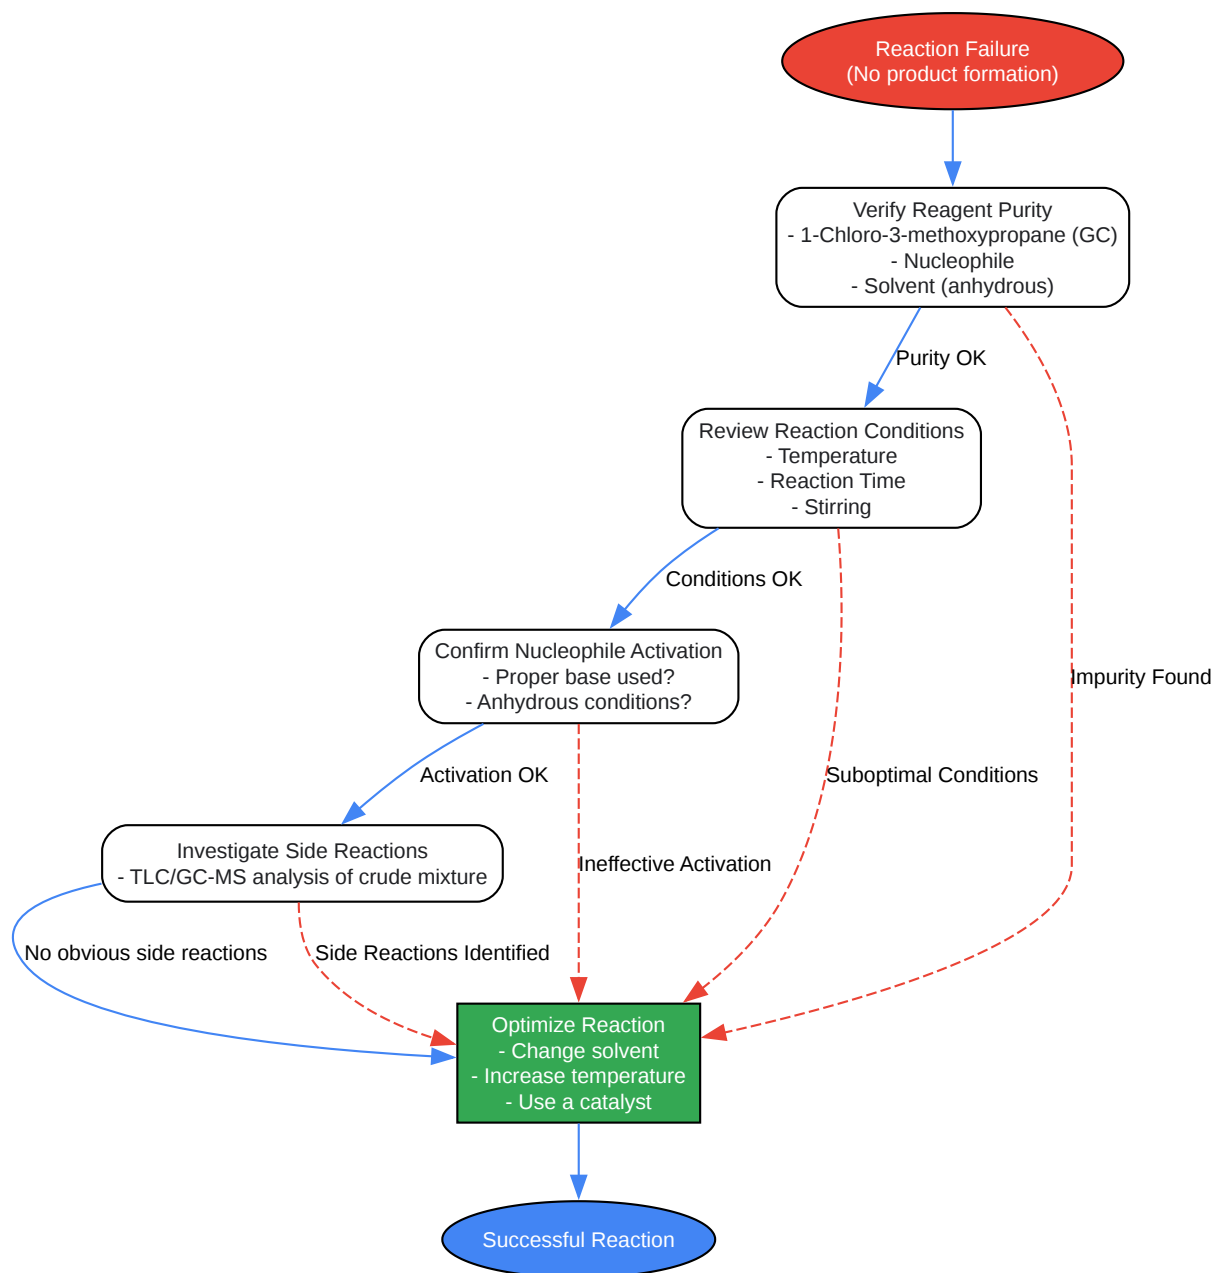 Reaction Failure
(No product formation)
Verify Reagent Purity
- 1-Chloro-3-methoxypropane (GC)
- Nucleophile
- Solvent (anhydrous)
Purity OK
Review Reaction Conditions
- Temperature
- Reaction Time
- Stirring
Conditions OK
Confirm Nucleophile Activation
- Proper base used?
- Anhydrous conditions?
Impurity Found
Activation OK
Suboptimal Conditions
Investigate Side Reactions
- TLC/GC-MS analysis of crude mixture
Ineffective Activation
No obvious side reactions
Side Reactions Identified
Optimize Reaction
- Change solvent
- Increase temperature
- Use a catalyst
Successful Reaction